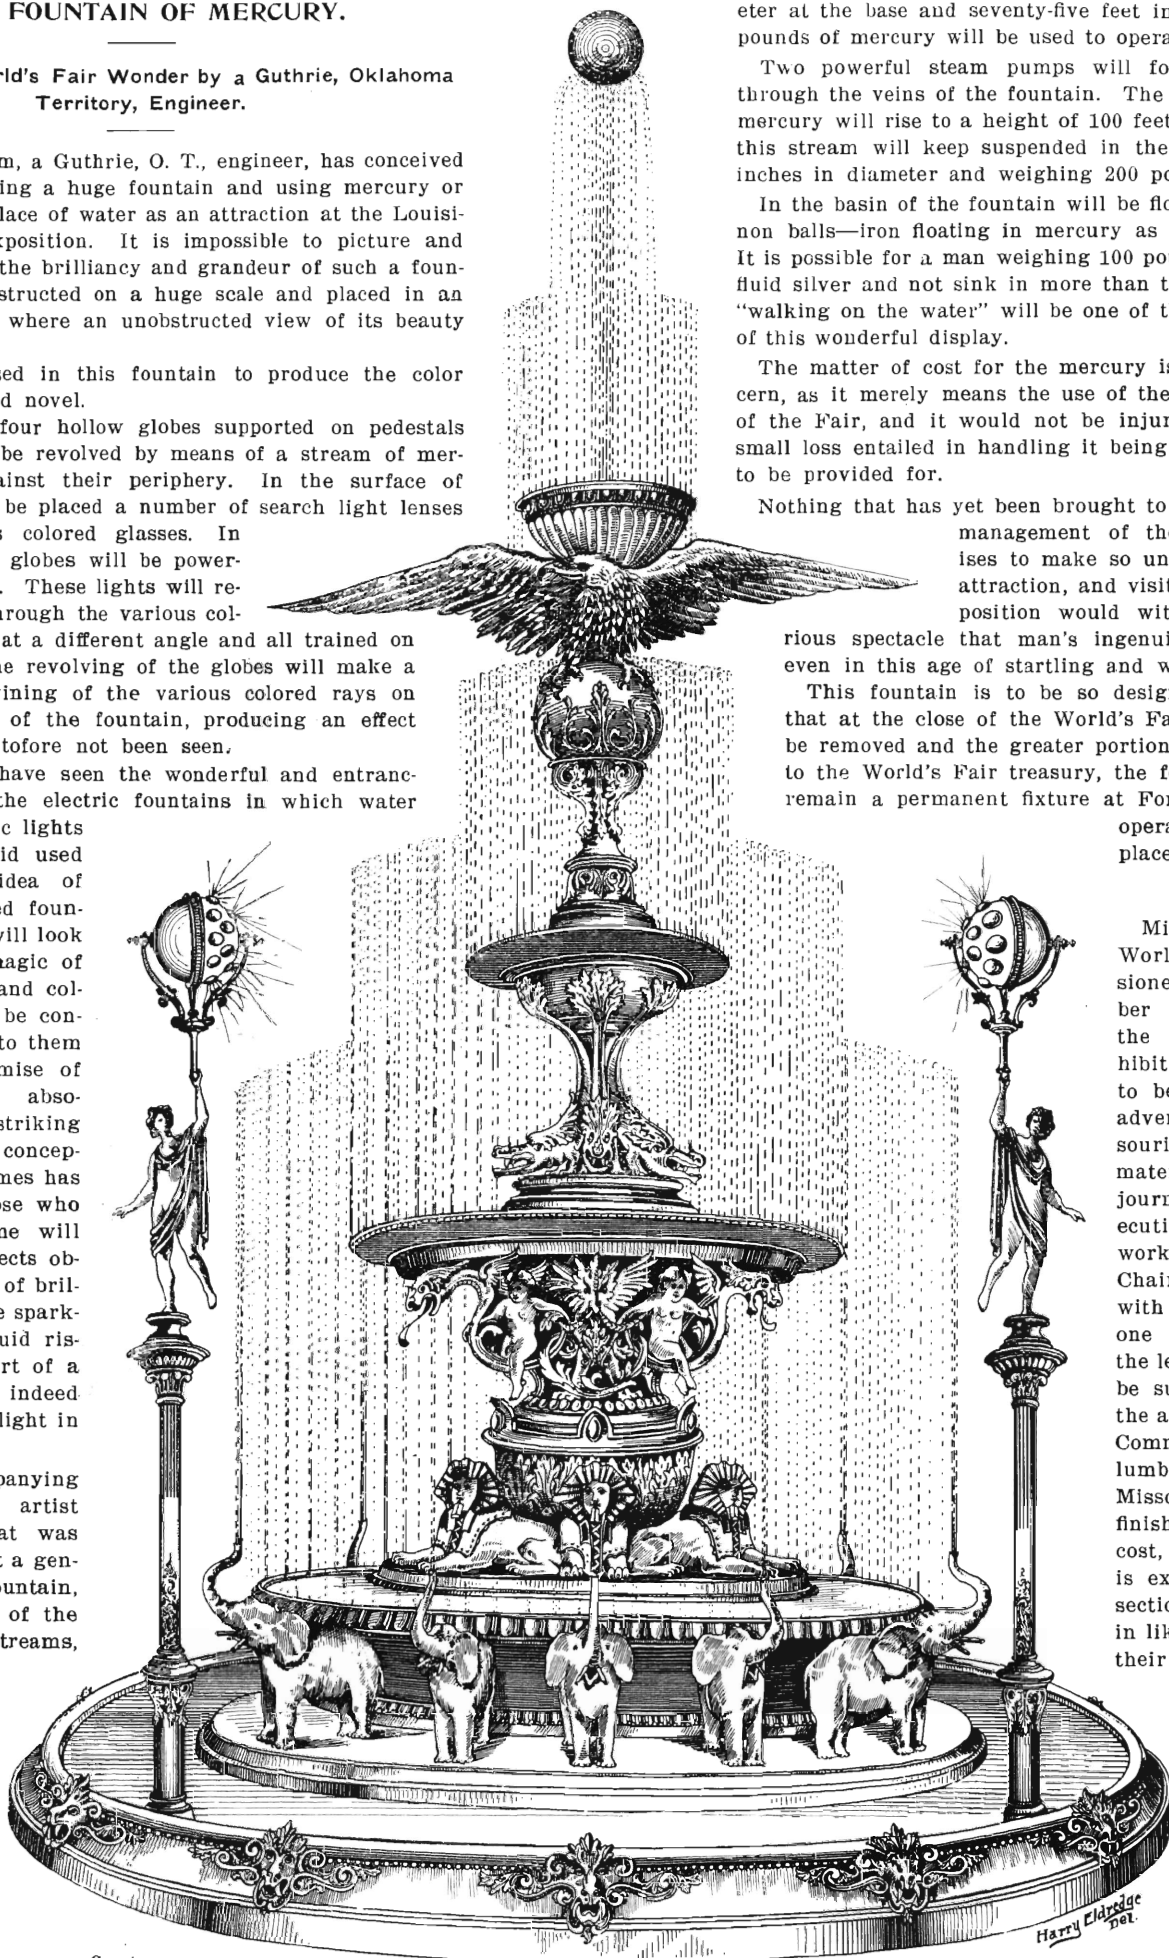 FOUNTAIN OF MERCURY.
rld's Fair Wonder by a Guthrie, Oklahoma
Territory, Engineer.
m, a Guthrie, O. T., engineer, has conceived
ing a huge fountain and using mercury or
lace of water as an attraction at the Louisi-
xposition. It is impossible to picture and
the brilliancy and grandeur of such a foun-
structed on a huge scale and placed in an
where an unobstructed view of its beauty
sed in this fountain to produce the color
d novel.
four hollow globes supported on pedestals
be revolved by means of a stream of mer-
ainst their periphery. In the surface of
be placed a number of search light lenses
s colored glasses. In
globes will be power-
. These lights will re-
hrough the various col-
at a different angle and all trained on
ne revolving of the globes will make a
ining of the various colored rays on
of the fountain, producing an effect
tofore not been seen.
have seen the wonderful and entranc-
the electric fountains in which water
c lights
id used
idea of
ed foun-
will look
magic of
and col-
be con-
to them
mise of
abso-
striking
concep-
mes has
ose who
ne will
ects ob-
of bril-
e spark-
uid ris-
rt of a
indeed
light in
panying
artist
at was
t a gen-
ountain,
of the
treams,
eter at the base and seventy-five feet in
pounds of mercury will be used to opera
Two powerful steam pumps will fo
through the veins of the fountain. The
mercury will rise to a height of 100 feet
this stream will keep suspended in the
inches in diameter and weighing 200 po
In the basin of the fountain will be flo
non balls—iron floating in mercury as
It is possible for a man weighing 100 po
fluid silver and not sink in more than t
"walking on the water" will be one of t
of this wonderful display.
The matter of cost for the mercury is
cern, as it merely means the use of the
of the Fair, and it would not be injur
small loss entailed in handling it being
to be provided for.
Nothing that has yet been brought to
management of the
ises to make so un
attraction, and visit
position would wit
rious spectacle that man's ingenui
even in this age of startling and w
This fountain is to be so desig
that at the close of the World's Fa
be removed and the greater portion
to the World's Fair treasury, the f
remain a permanent fixture at For
opera
place
Mi
Worl
sione
ber
the
hibit
to be
adver
souri
mate
journ
ecuti
work
Chair
with
one
the le
be su
the a
Comm
lumb
Misso
finish
cost,
is ex
sectio
in lik
their
Harry Eldredge
Del.